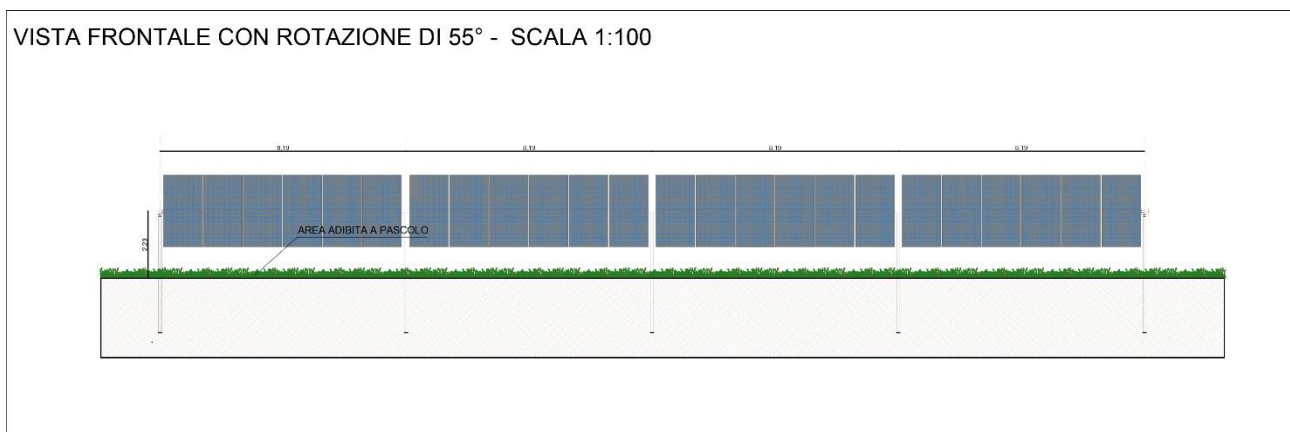 VISTA FRONTALE CON ROTAZIONE DI 55° - SCALA 1:100
8,19
8,19
8,19
8,19
2,23
AREA ADIBITA A PASCOLO